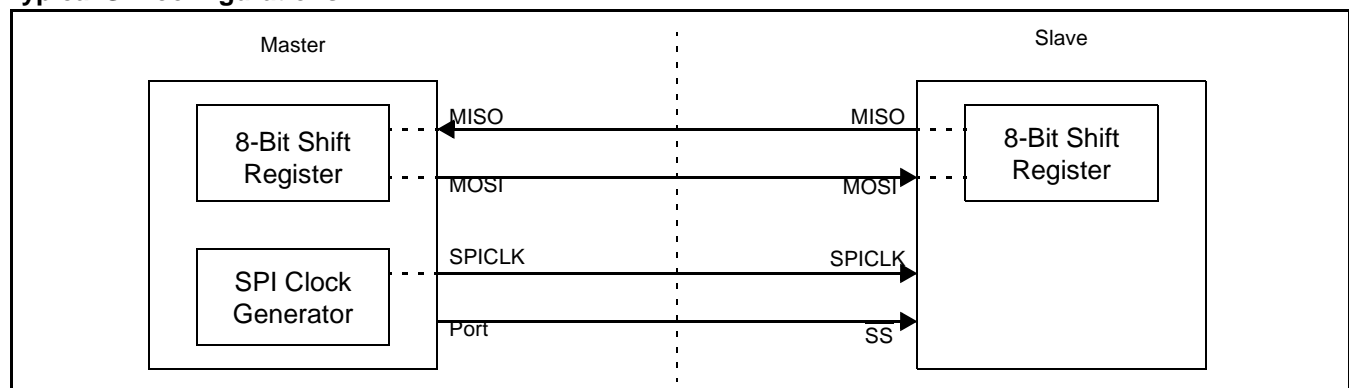 Master
Slave
MISO
MISO
8-Bit Shift
Register
8-Bit Shift
Register
MOSI
MOSI
SPICLK
SPICLK
SPI Clock
Generator
Port
SS